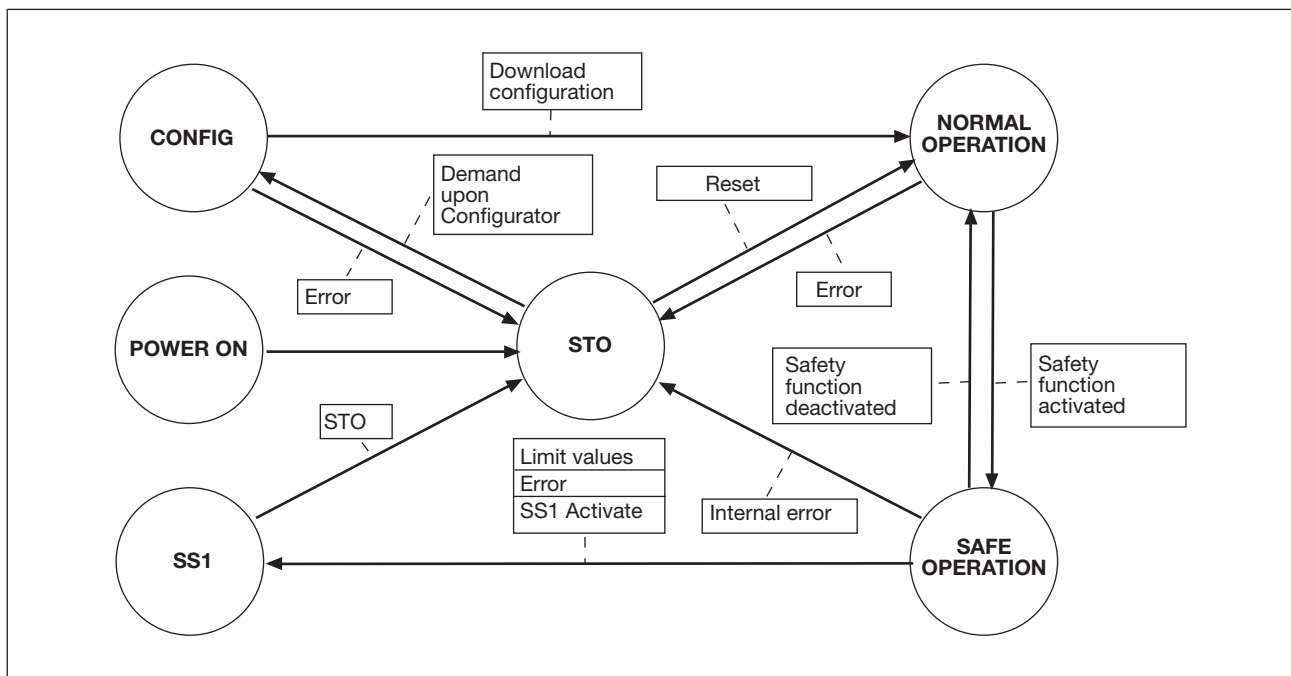 Download
configuration
CONFIG
NORMAL
OPERATION
Demand
upon
Configurator
Reset
Error
Error
POWER ON
STO
Safety
function
deactivated
Safety
function
activated
STO
Limit values
Error
SS1 Activate
Internal error
SS1
SAFE
OPERATION